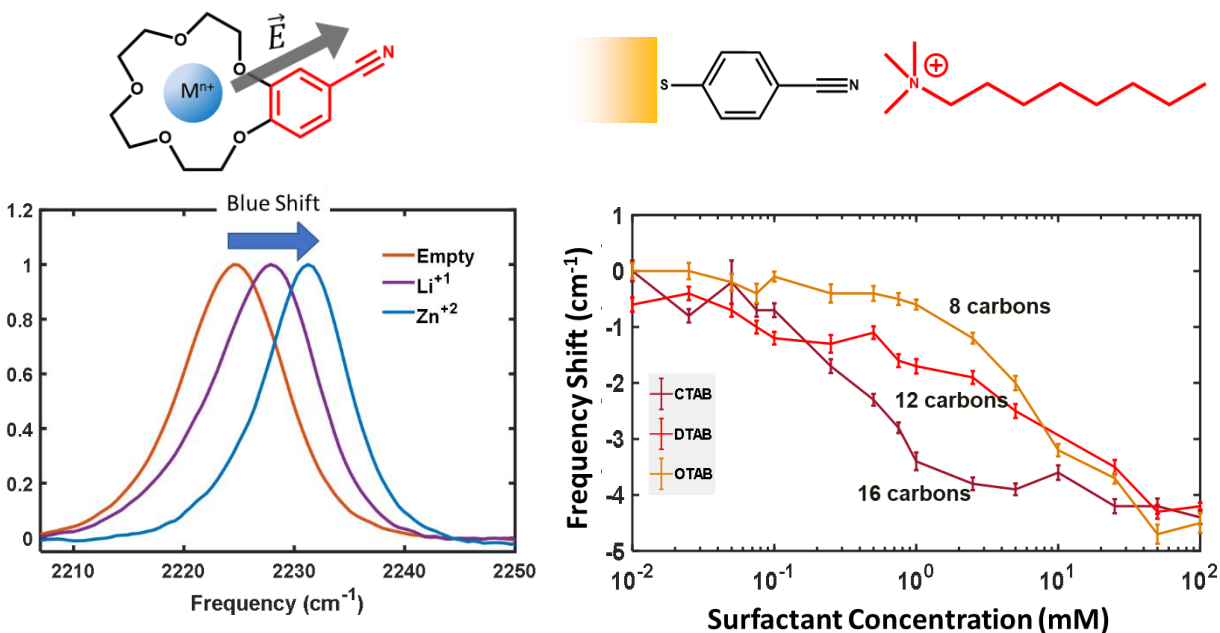 O
O
O
O
O
O
Mn+
E
N
S
N
N
+
Blue Shift
1.2
1
0.8
0.6
0.4
0.2
0
Empty
Li+1
Zn+2
2210
2220
2230
2240
2250
Frequency (cm-1)
Frequency Shift (cm-1)
1
0
-1
-2
-3
-4
-5
8 carbons
12 carbons
16 carbons
CTAB
DTAB
OTAB
10-2
10-1
100
101
102
Surfactant Concentration (mM)